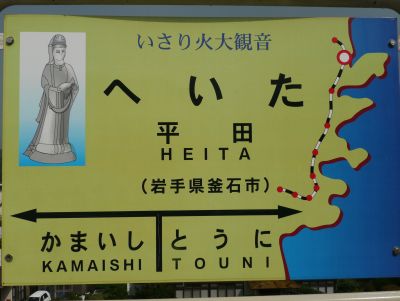 いさり火大観音
へいた
平田
HEITA
（岩手県釜石市）
かまいし とうに
KAMAISHI TOUNI